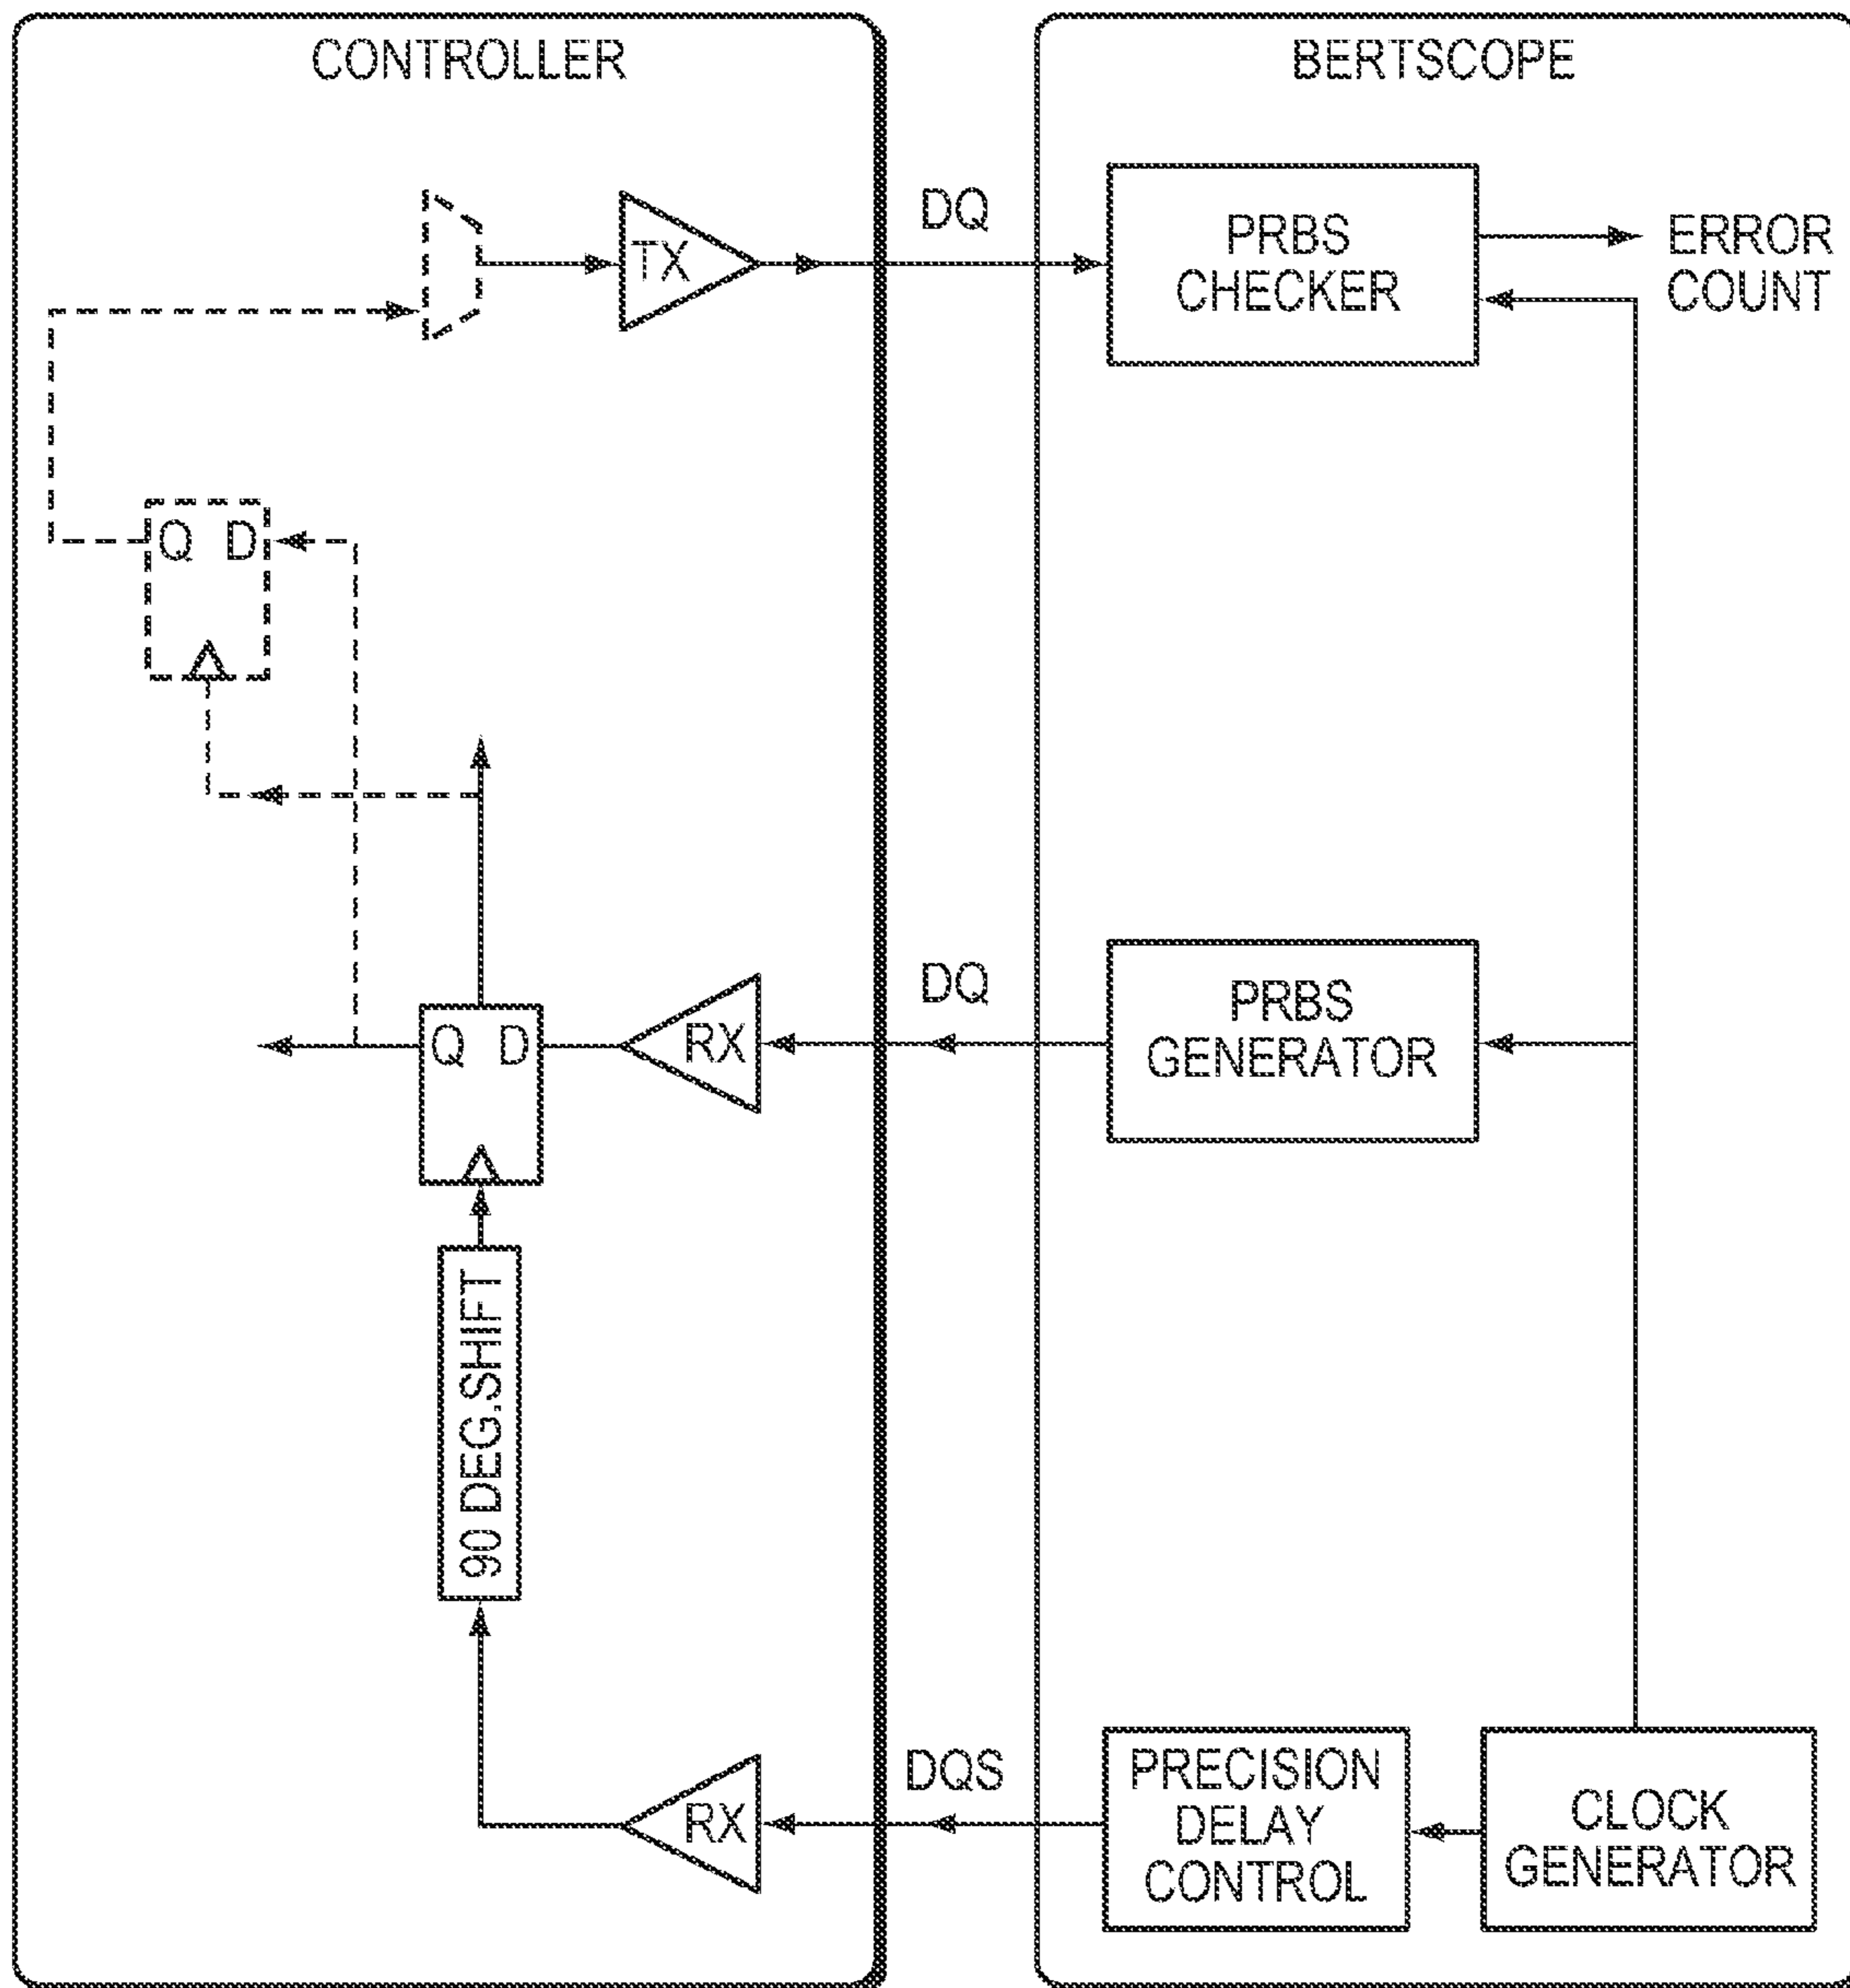 CONTROLLER
BERTSCOPE
TX
DQ
PRBS
CHECKER
ERROR
COUNT
Q D
Q D
RX
DQ
PRBS
GENERATOR
90 DEG.SHIFT
RX
DQS
PRECISION
DELAY
CONTROL
CLOCK
GENERATOR